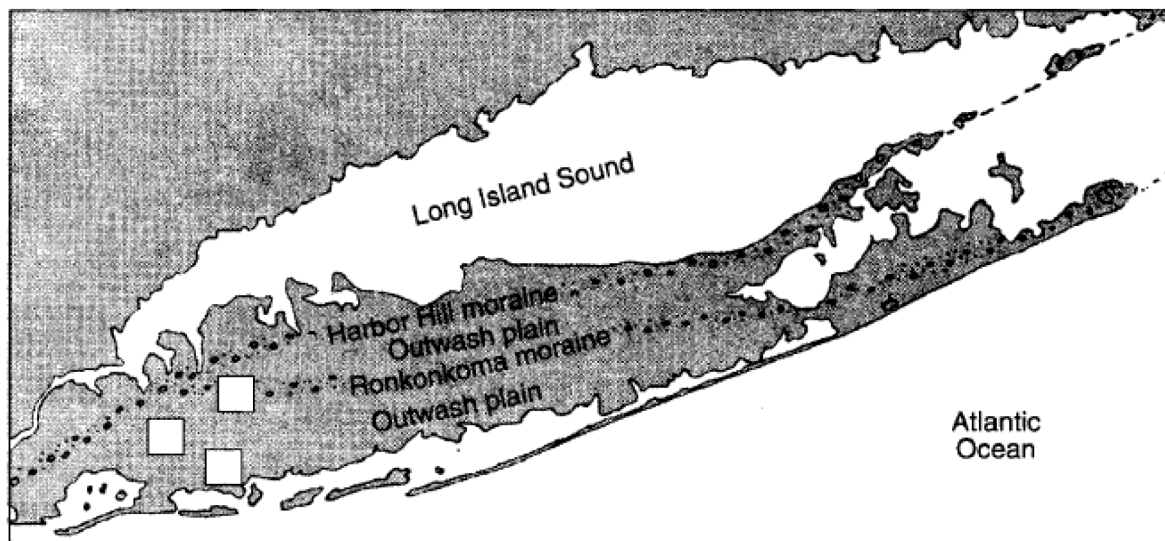 Long Island Sound
Harbor Hill moraine
Outwash plain
Ronkonkoma moraine
Outwash plain
Atlantic
Ocean